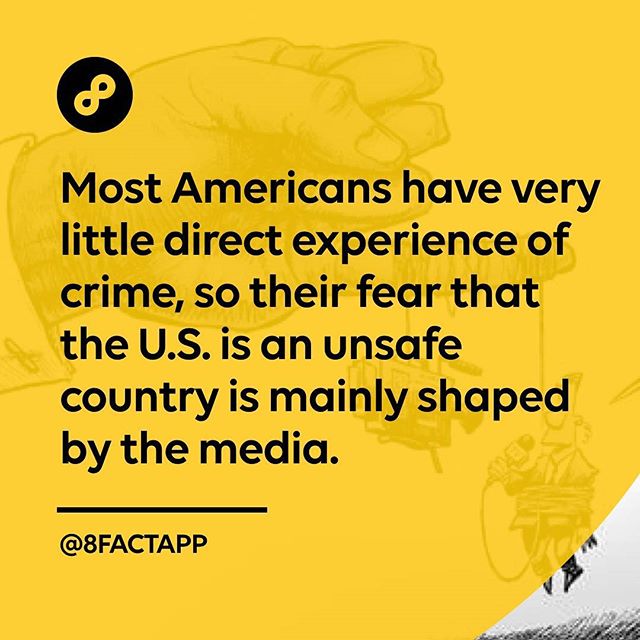 Most Americans have very
little direct experience of
crime, so their fear that
the U.S. is an unsafe
country is mainly shaped
by the media.
@8FACTAPP